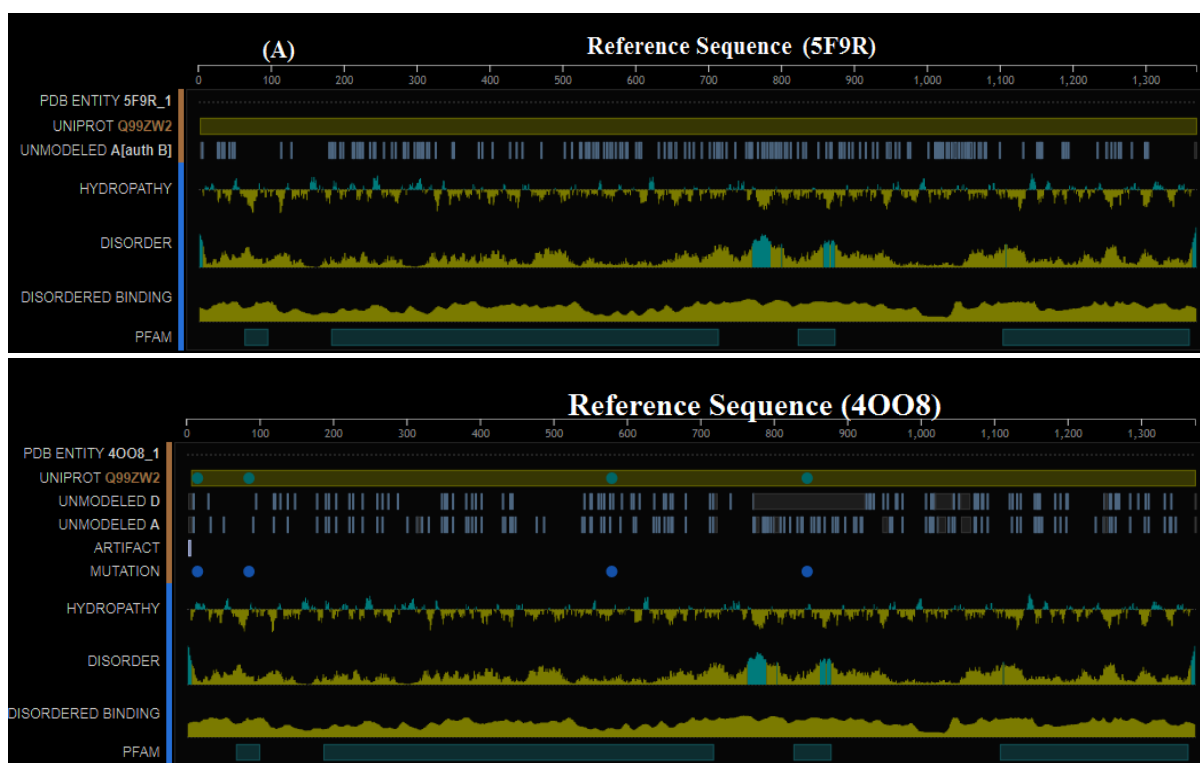 (A) Reference Sequence (5F9R)
0 100 200 300 400 500 600 700 800 900 1,000 1,100 1,200 1,300
PDB ENTITY 5F9R_1
UNIPROT Q99ZW2
UNMODELED A[auth B]
HYDROPATHY
DISORDER
DISORDERED BINDING
PFAM
Reference Sequence (4OO8)
0 100 200 300 400 500 600 700 800 900 1,000 1,100 1,200 1,300
PDB ENTITY 4OO8_1
UNIPROT Q99ZW2
UNMODELED D
UNMODELED A
ARTIFACT
MUTATION
HYDROPATHY
DISORDER
DISORDERED BINDING
PFAM